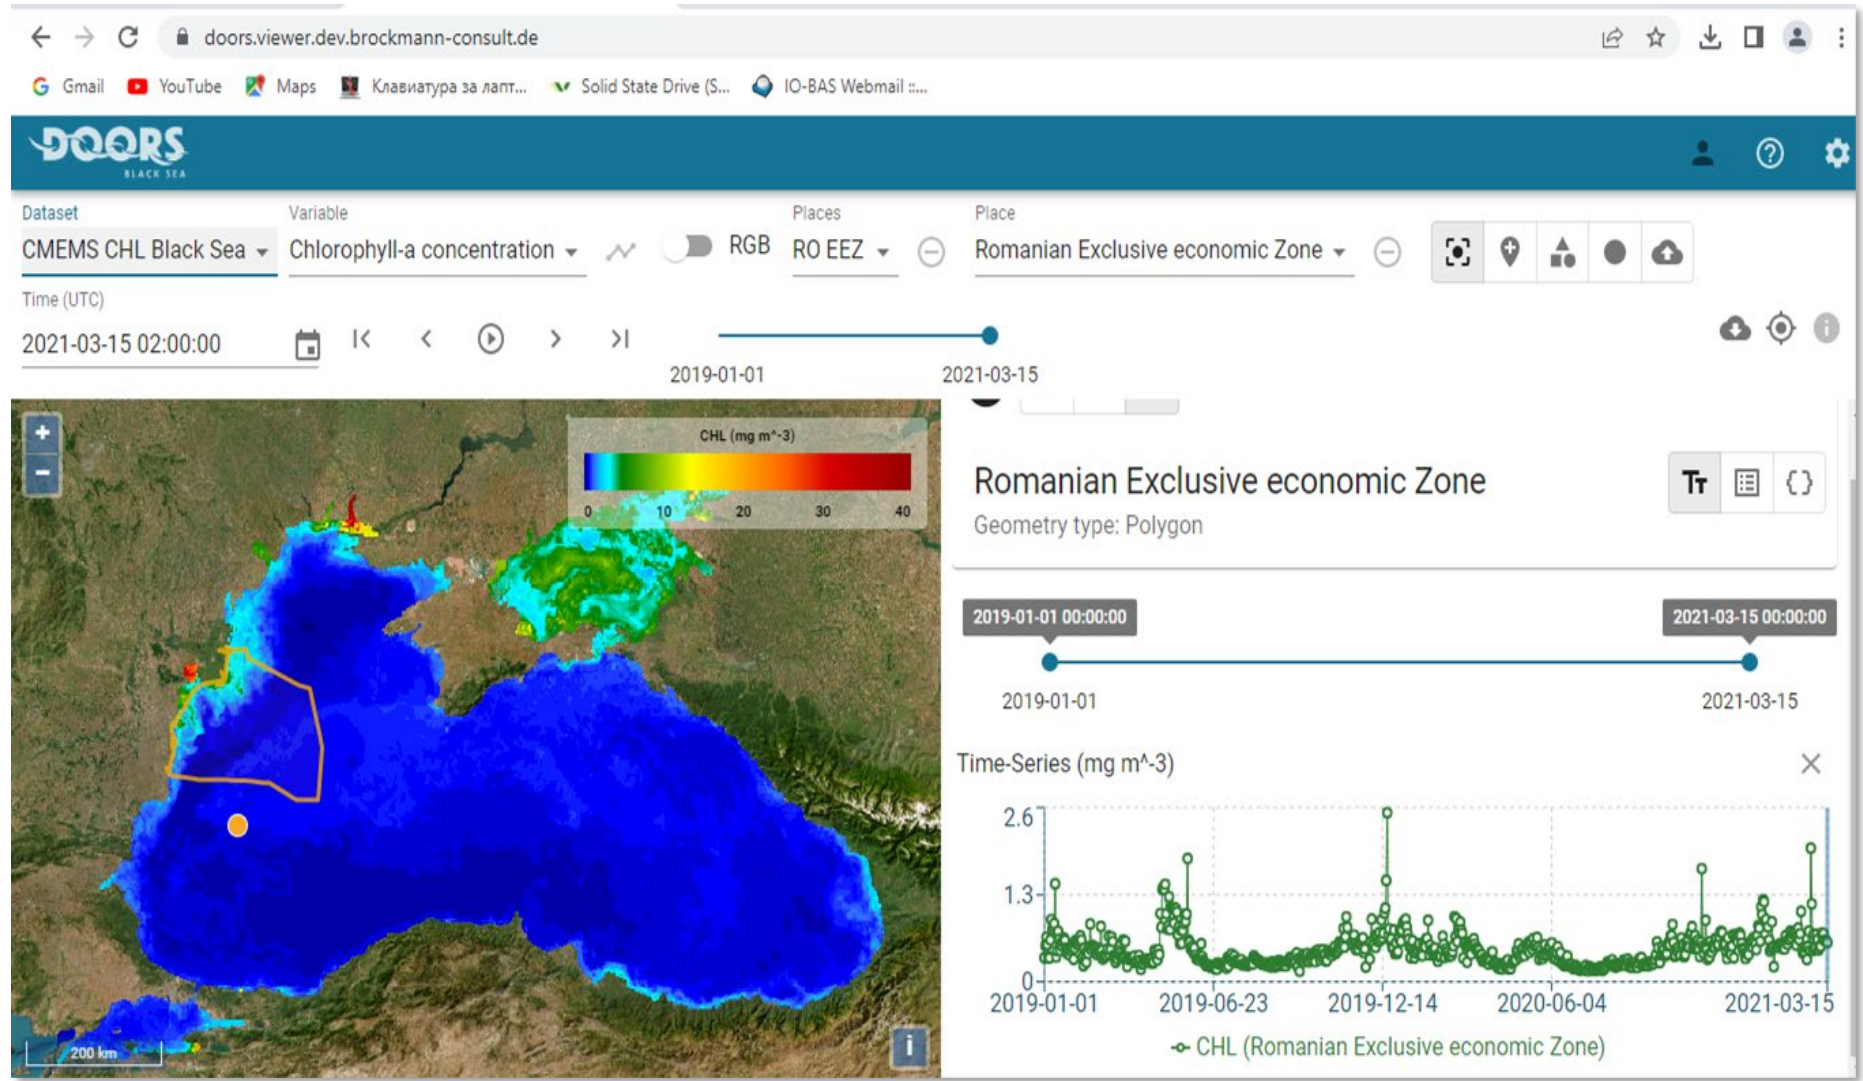 doors.viewer.dev.brockmann-consult.de
Gmail YouTube Maps Клавиатура за лапт... Solid State Drive (S... IO-BAS Webmail ::...
DOORS
BLACK SEA
Dataset Variable Places Place
CMEMS CHL Black Sea Chlorophyll-a concentration RGB RO EEZ Romanian Exclusive economic Zone
Time (UTC)
2021-03-15 02:00:00
2019-01-01 2021-03-15
+
−
CHL (mg m^-3)
0 10 20 30 40
200 km
i
Romanian Exclusive economic Zone
Geometry type: Polygon
Tт {}
2019-01-01 00:00:00 2021-03-15 00:00:00
2019-01-01 2021-03-15
Time-Series (mg m^-3)
2.6
1.3
0
2019-01-01 2019-06-23 2019-12-14 2020-06-04 2021-03-15
CHL (Romanian Exclusive economic Zone)